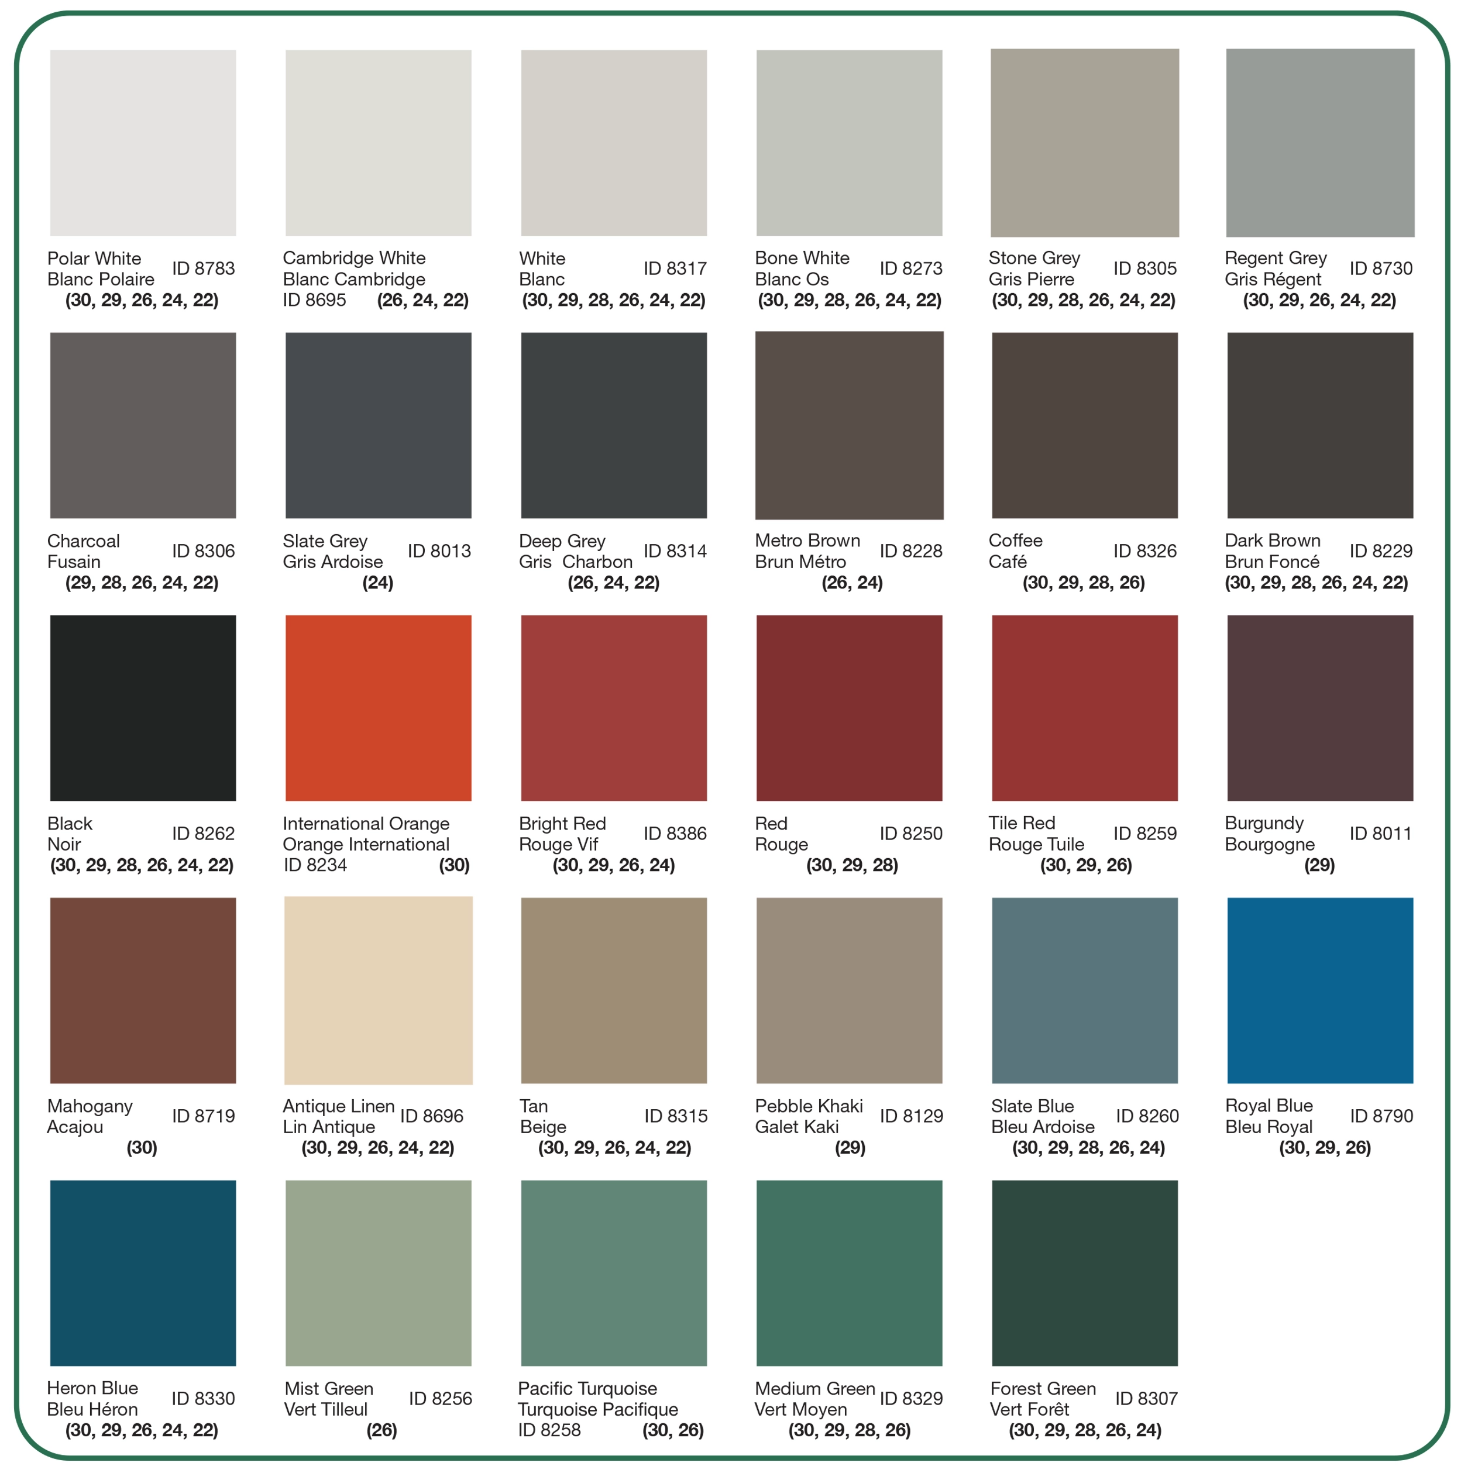 Polar White
Blanc Polaire
ID 8783
(30, 29, 26, 24, 22)
Cambridge White
Blanc Cambridge
ID 8695 (26, 24, 22)
White
Blanc
ID 8317
(30, 29, 28, 26, 24, 22)
Bone White
Blanc Os
ID 8273
(30, 29, 28, 26, 24, 22)
Stone Grey
Gris Pierre
ID 8305
(30, 29, 28, 26, 24, 22)
Regent Grey
Gris Régent
ID 8730
(30, 29, 26, 24, 22)
Charcoal
Fusain
ID 8306
(29, 28, 26, 24, 22)
Slate Grey
Gris Ardoise
ID 8013
(24)
Deep Grey
Gris Charbon
ID 8314
(26, 24, 22)
Metro Brown
Brun Métro
ID 8228
(26, 24)
Coffee
Café
ID 8326
(30, 29, 28, 26)
Dark Brown
Brun Foncé
ID 8229
(30, 29, 28, 26, 24, 22)
Black
Noir
ID 8262
(30, 29, 28, 26, 24, 22)
International Orange
Orange International
ID 8234 (30)
Bright Red
Rouge Vif
ID 8386
(30, 29, 26, 24)
Red
Rouge
ID 8250
(30, 29, 28)
Tile Red
Rouge Tuile
ID 8259
(30, 29, 26)
Burgundy
Bourgogne
ID 8011
(29)
Mahogany
Acajou
ID 8719
(30)
Antique Linen
Lin Antique
ID 8696
(30, 29, 26, 24, 22)
Tan
Beige
ID 8315
(30, 29, 26, 24, 22)
Pebble Khaki
Galet Kaki
ID 8129
(29)
Slate Blue
Bleu Ardoise
ID 8260
(30, 29, 28, 26, 24)
Royal Blue
Bleu Royal
ID 8790
(30, 29, 26)
Heron Blue
Bleu Héron
ID 8330
(30, 29, 26, 24, 22)
Mist Green
Vert Tilleul
ID 8256
(26)
Pacific Turquoise
Turquoise Pacifique
ID 8258 (30, 26)
Medium Green
Vert Moyen
ID 8329
(30, 29, 28, 26)
Forest Green
Vert Forêt
ID 8307
(30, 29, 28, 26, 24)